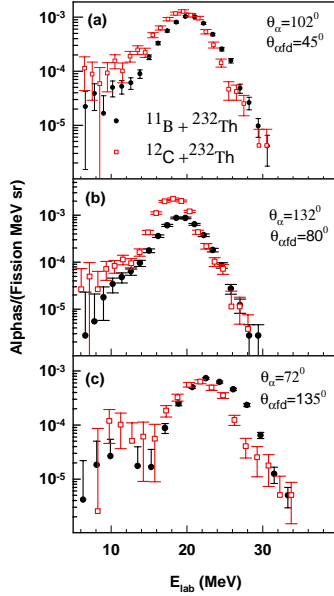 (a)
θα=102⁰
θαfd=45⁰
10⁻³
10⁻⁴
10⁻⁵
¹¹B+²³²Th
¹²C+²³²Th
(b)
θα=132⁰
θαfd=80⁰
10⁻³
10⁻⁴
10⁻⁵
Alphas/(Fission MeV sr)
(c)
θα=72⁰
θαfd=135⁰
10⁻³
10⁻⁴
10⁻⁵
10 20 30
Elab (MeV)